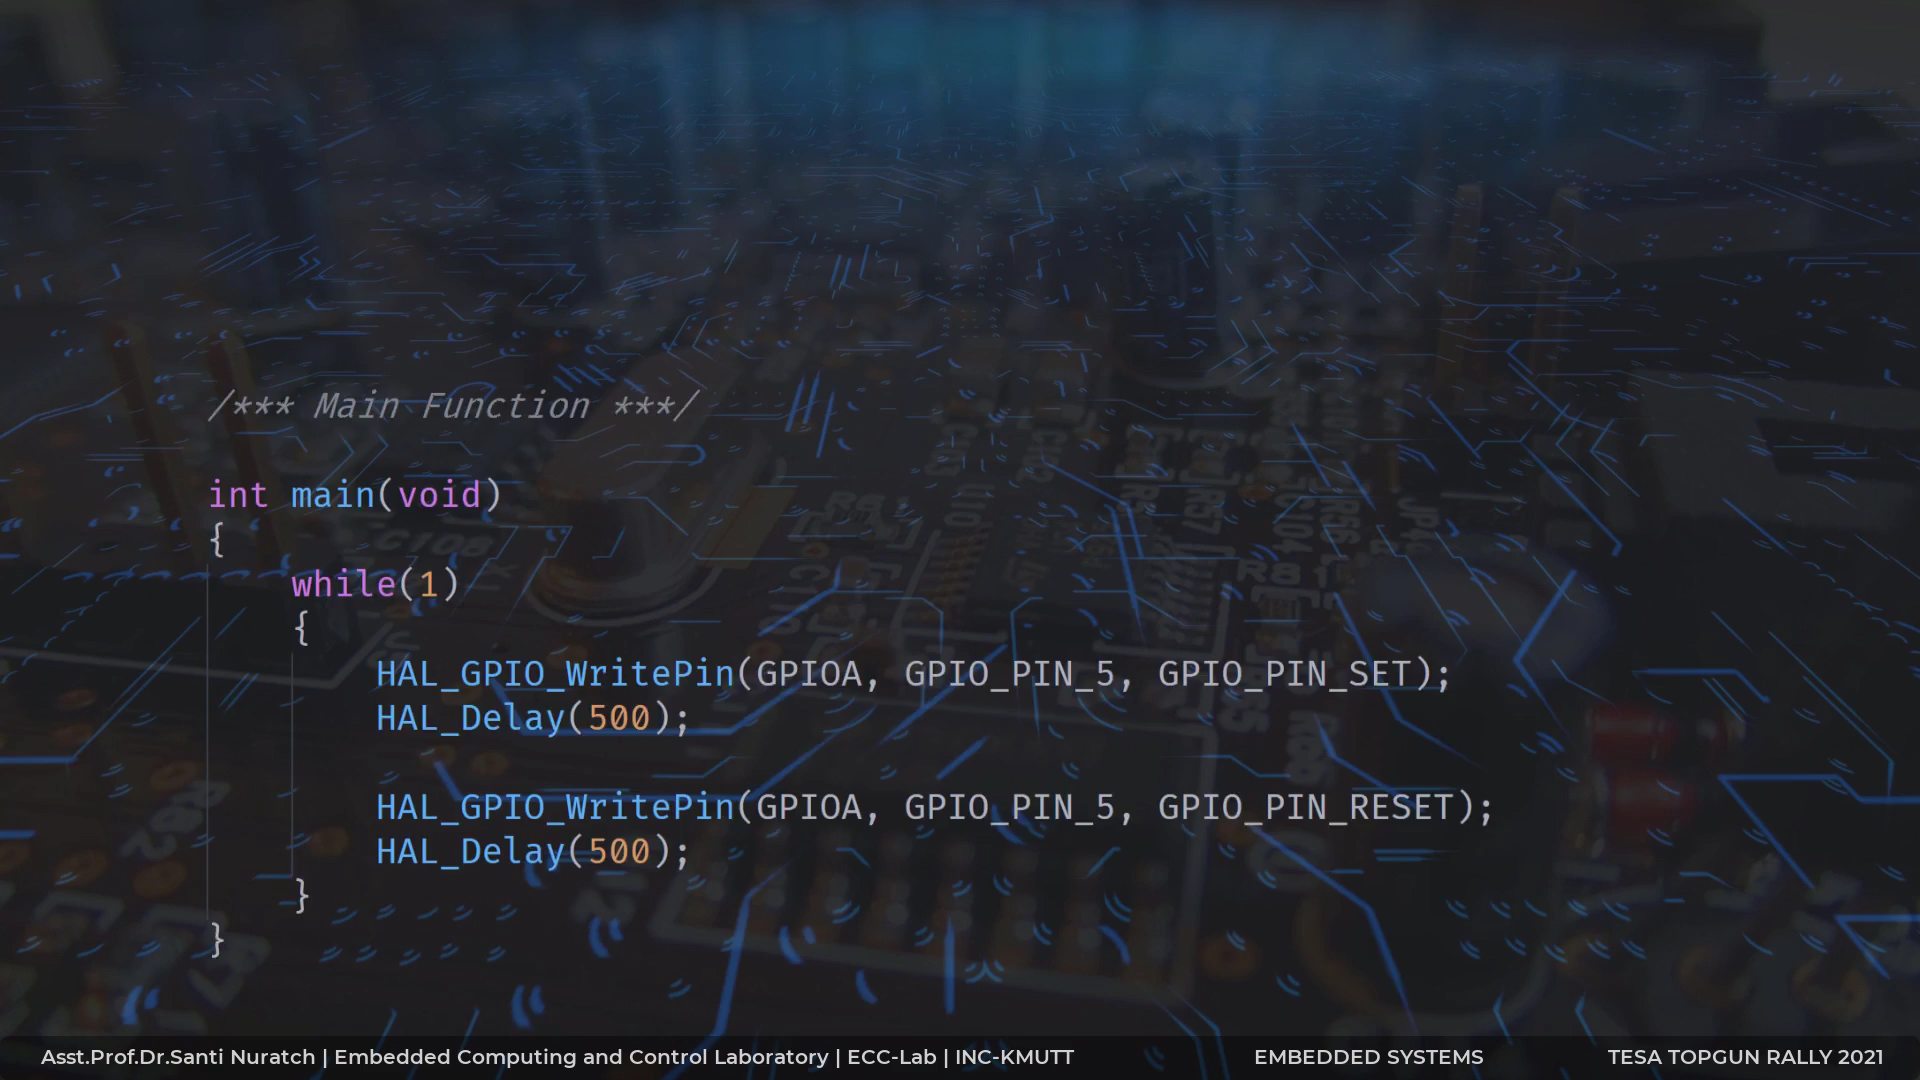 /*** Main Function ***/
int main(void)
{
while(1)
{
HAL_GPIO_WritePin(GPIOA, GPIO_PIN_5, GPIO_PIN_SET);
HAL_Delay(500);
HAL_GPIO_WritePin(GPIOA, GPIO_PIN_5, GPIO_PIN_RESET);
HAL_Delay(500);
}
}
Asst.Prof.Dr.Santi Nuratch | Embedded Computing and Control Laboratory | ECC-Lab | INC-KMUTT
EMBEDDED SYSTEMS
TESA TOPGUN RALLY 2021